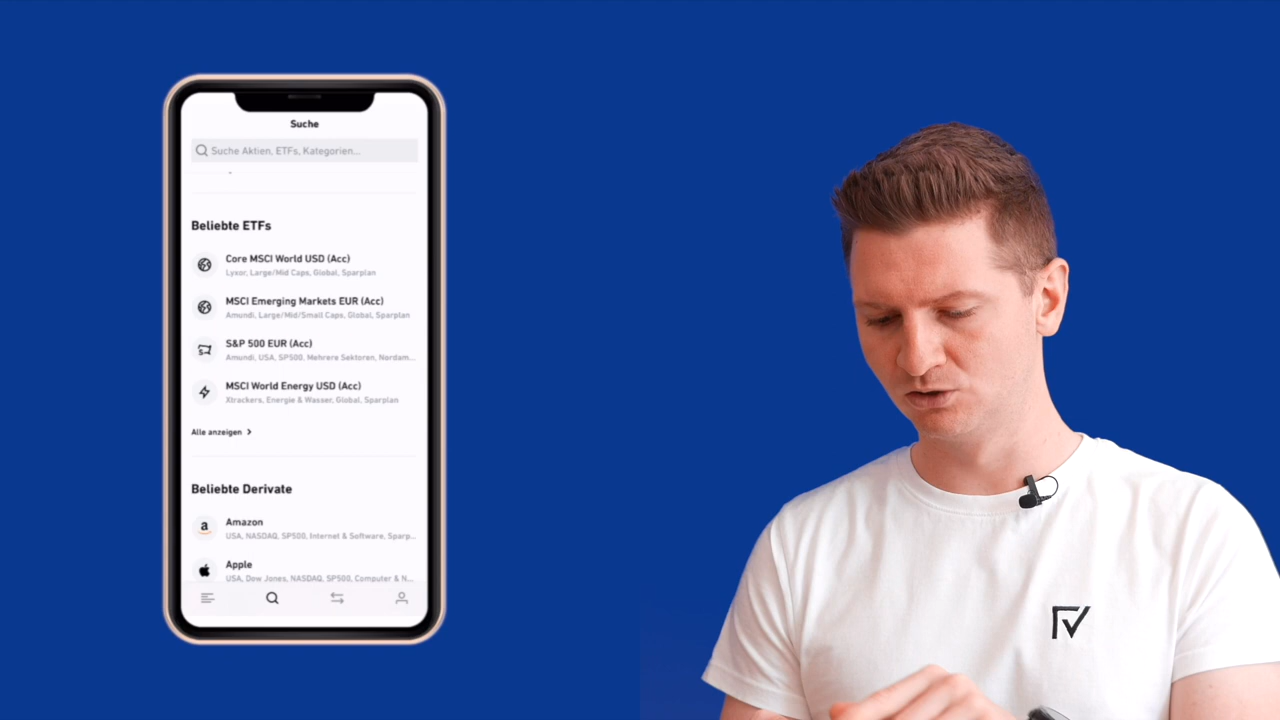 Suche
Suche Aktien, ETFs, Kategorien...
Beliebte ETFs
Core MSCI World USD (Acc)
Lyxor, Large/Mid Caps, Global, Sparplan
MSCI Emerging Markets EUR (Acc)
Amundi, Large/Mid/Small Caps, Global, Sparplan
S&P 500 EUR (Acc)
Amundi, USA, SP500, Mehrere Sektoren, Nordam...
MSCI World Energy USD (Acc)
Xtrackers, Energie & Wasser, Global, Sparplan
Alle anzeigen
Beliebte Derivate
Amazon
USA, NASDAQ, SP500, Internet & Software, Sparp...
Apple
USA, Dow Jones, NASDAQ, SP500, Computer & N...